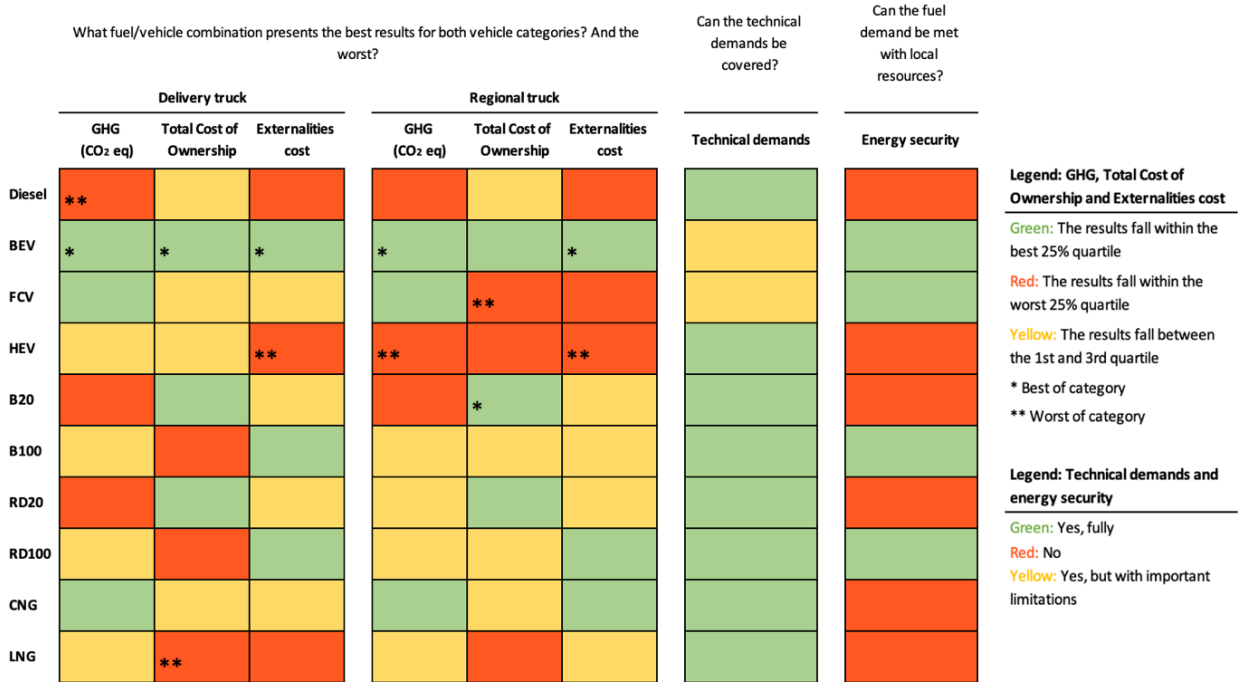 What fuel/vehicle combination presents the best results for both vehicle categories? And the
worst?
Can the technical
demands be
covered?
Can the fuel
demand be met
with local
resources?
Delivery truck
Regional truck
GHG
(CO₂ eq)
Total Cost of
Ownership
Externalities
cost
GHG
(CO₂ eq)
Total Cost of
Ownership
Externalities
cost
Technical demands
Energy security
Diesel
**
BEV
*
*
*
*
*
FCV
**
HEV
**
**
**
B20
*
B100
RD20
RD100
CNG
LNG
**
Legend: GHG, Total Cost of
Ownership and Externalities cost
Green: The results fall within the
best 25% quartile
Red: The results fall within the
worst 25% quartile
Yellow: The results fall between
the 1st and 3rd quartile
* Best of category
** Worst of category
Legend: Technical demands and
energy security
Green: Yes, fully
Red: No
Yellow: Yes, but with important
limitations